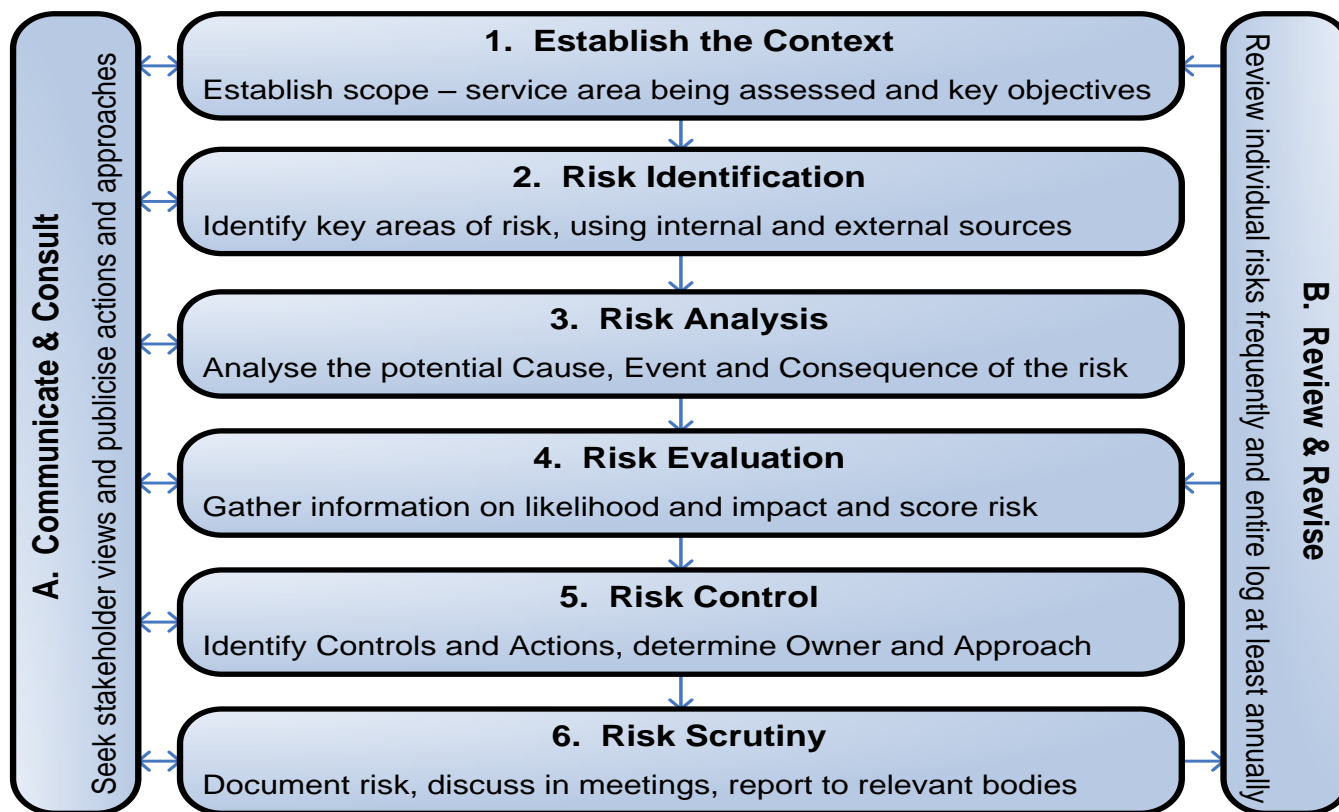 A. Communicate & Consult
Seek stakeholder views and publicise actions and approaches
1. Establish the Context
Establish scope – service area being assessed and key objectives
2. Risk Identification
Identify key areas of risk, using internal and external sources
3. Risk Analysis
Analyse the potential Cause, Event and Consequence of the risk
4. Risk Evaluation
Gather information on likelihood and impact and score risk
5. Risk Control
Identify Controls and Actions, determine Owner and Approach
6. Risk Scrutiny
Document risk, discuss in meetings, report to relevant bodies
B. Review & Revise
Review individual risks frequently and entire log at least annually